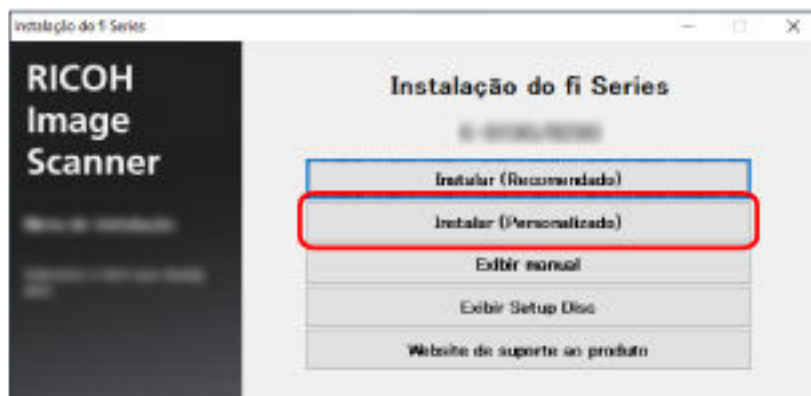 Instalação do fi Series
RICOH
Image
Scanner
Instalação do fi Series
Instalar (Recomendado)
Instalar (Personalizado)
Exibir manual
Exibir Setup Disc
Website de suporte ao produto